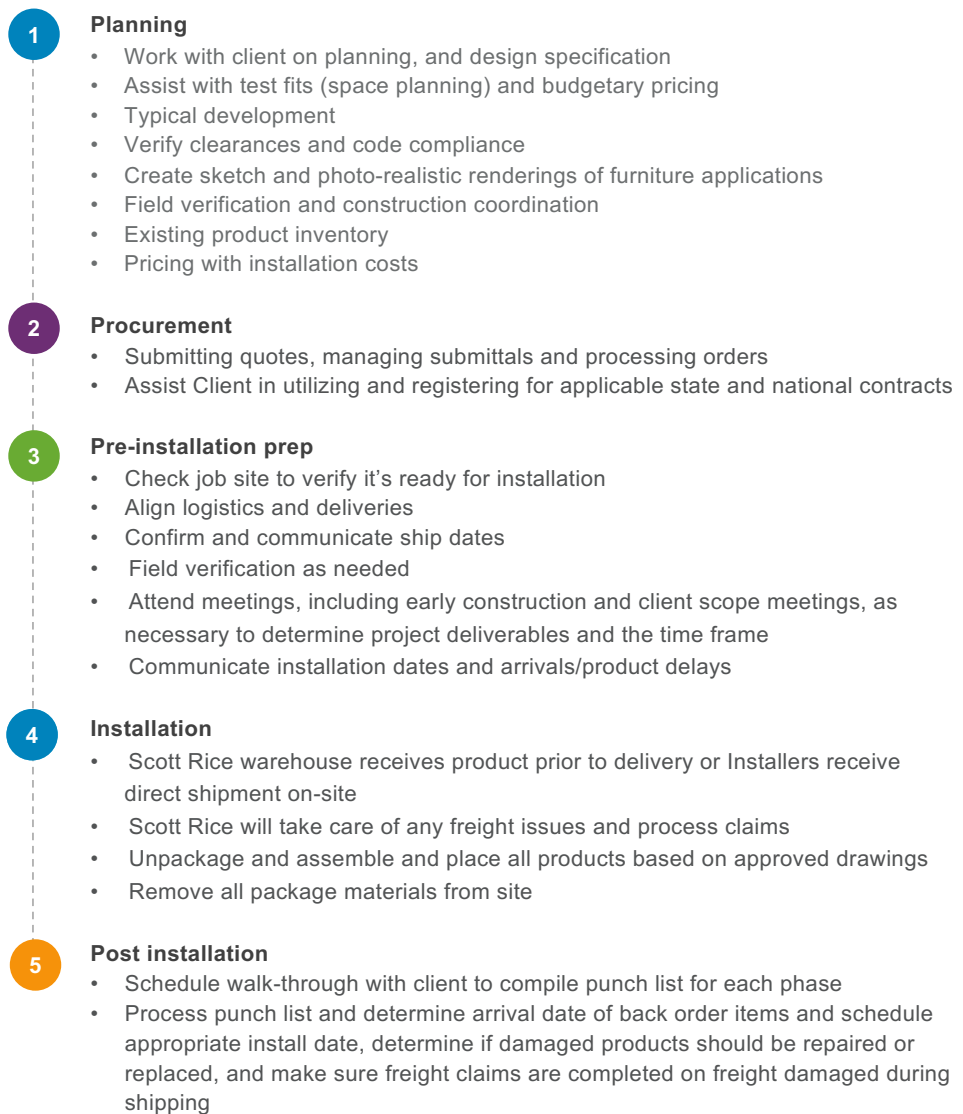 1
Planning
• Work with client on planning, and design specification
• Assist with test fits (space planning) and budgetary pricing
• Typical development
• Verify clearances and code compliance
• Create sketch and photo-realistic renderings of furniture applications
• Field verification and construction coordination
• Existing product inventory
• Pricing with installation costs
2
Procurement
• Submitting quotes, managing submittals and processing orders
• Assist Client in utilizing and registering for applicable state and national contracts
3
Pre-installation prep
• Check job site to verify it’s ready for installation
• Align logistics and deliveries
• Confirm and communicate ship dates
• Field verification as needed
• Attend meetings, including early construction and client scope meetings, as
necessary to determine project deliverables and the time frame
• Communicate installation dates and arrivals/product delays
4
Installation
• Scott Rice warehouse receives product prior to delivery or Installers receive
direct shipment on-site
• Scott Rice will take care of any freight issues and process claims
• Unpackage and assemble and place all products based on approved drawings
• Remove all package materials from site
5
Post installation
• Schedule walk-through with client to compile punch list for each phase
• Process punch list and determine arrival date of back order items and schedule
appropriate install date, determine if damaged products should be repaired or
replaced, and make sure freight claims are completed on freight damaged during
shipping